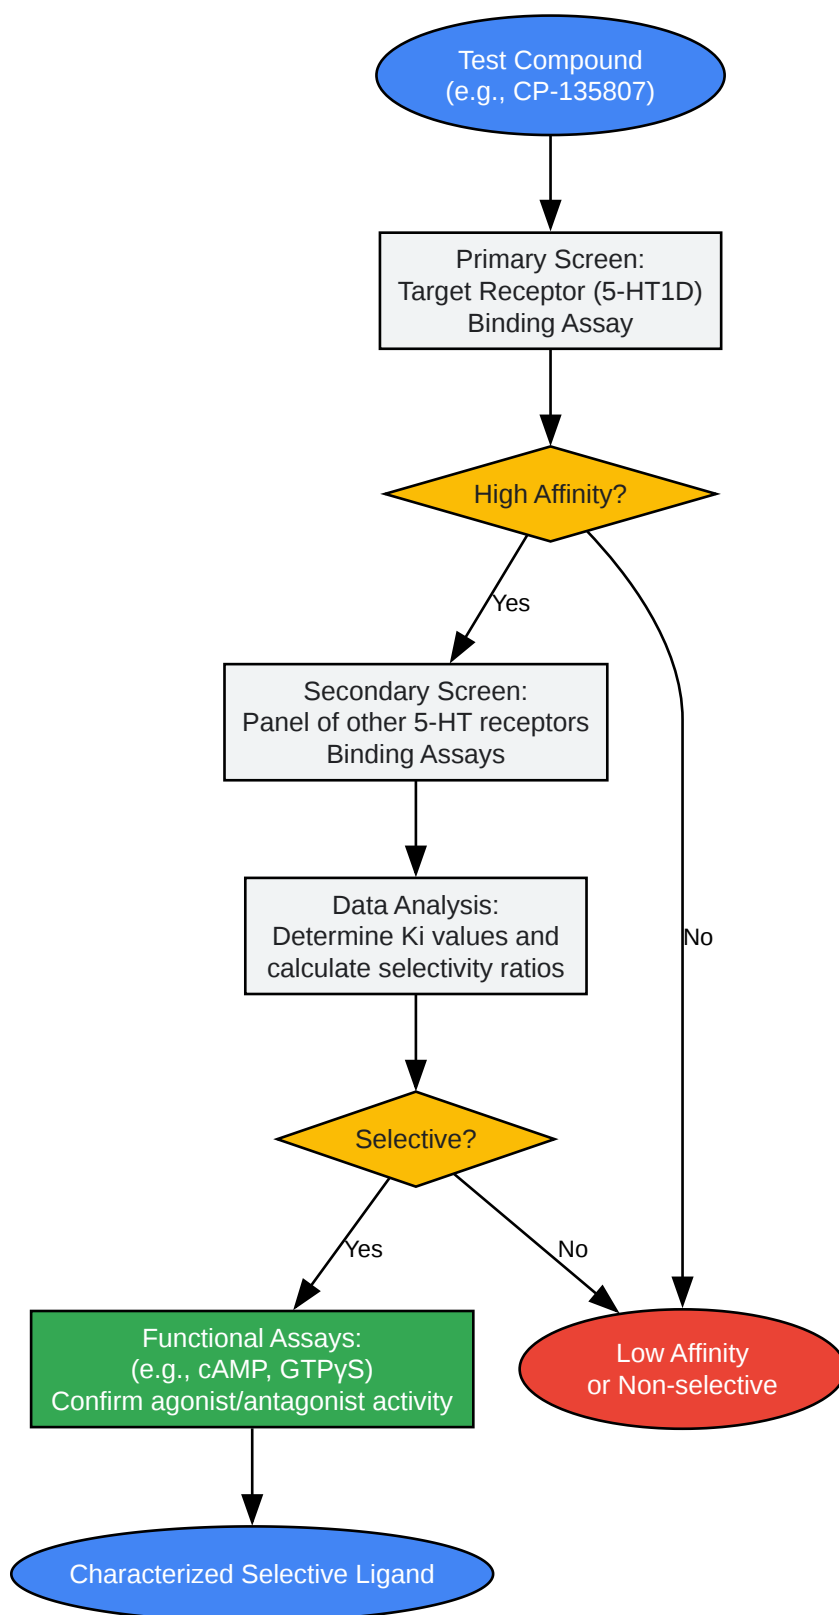 Test Compound
(e.g., CP-135807)
Primary Screen:
Target Receptor (5-HT1D)
Binding Assay
High Affinity?
Yes
Secondary Screen:
Panel of other 5-HT receptors
Binding Assays
Data Analysis:
Determine Ki values and
calculate selectivity ratios
No
Selective?
Yes
No
Functional Assays:
(e.g., cAMP, GTPγS)
Confirm agonist/antagonist activity
Low Affinity
or Non-selective
Characterized Selective Ligand